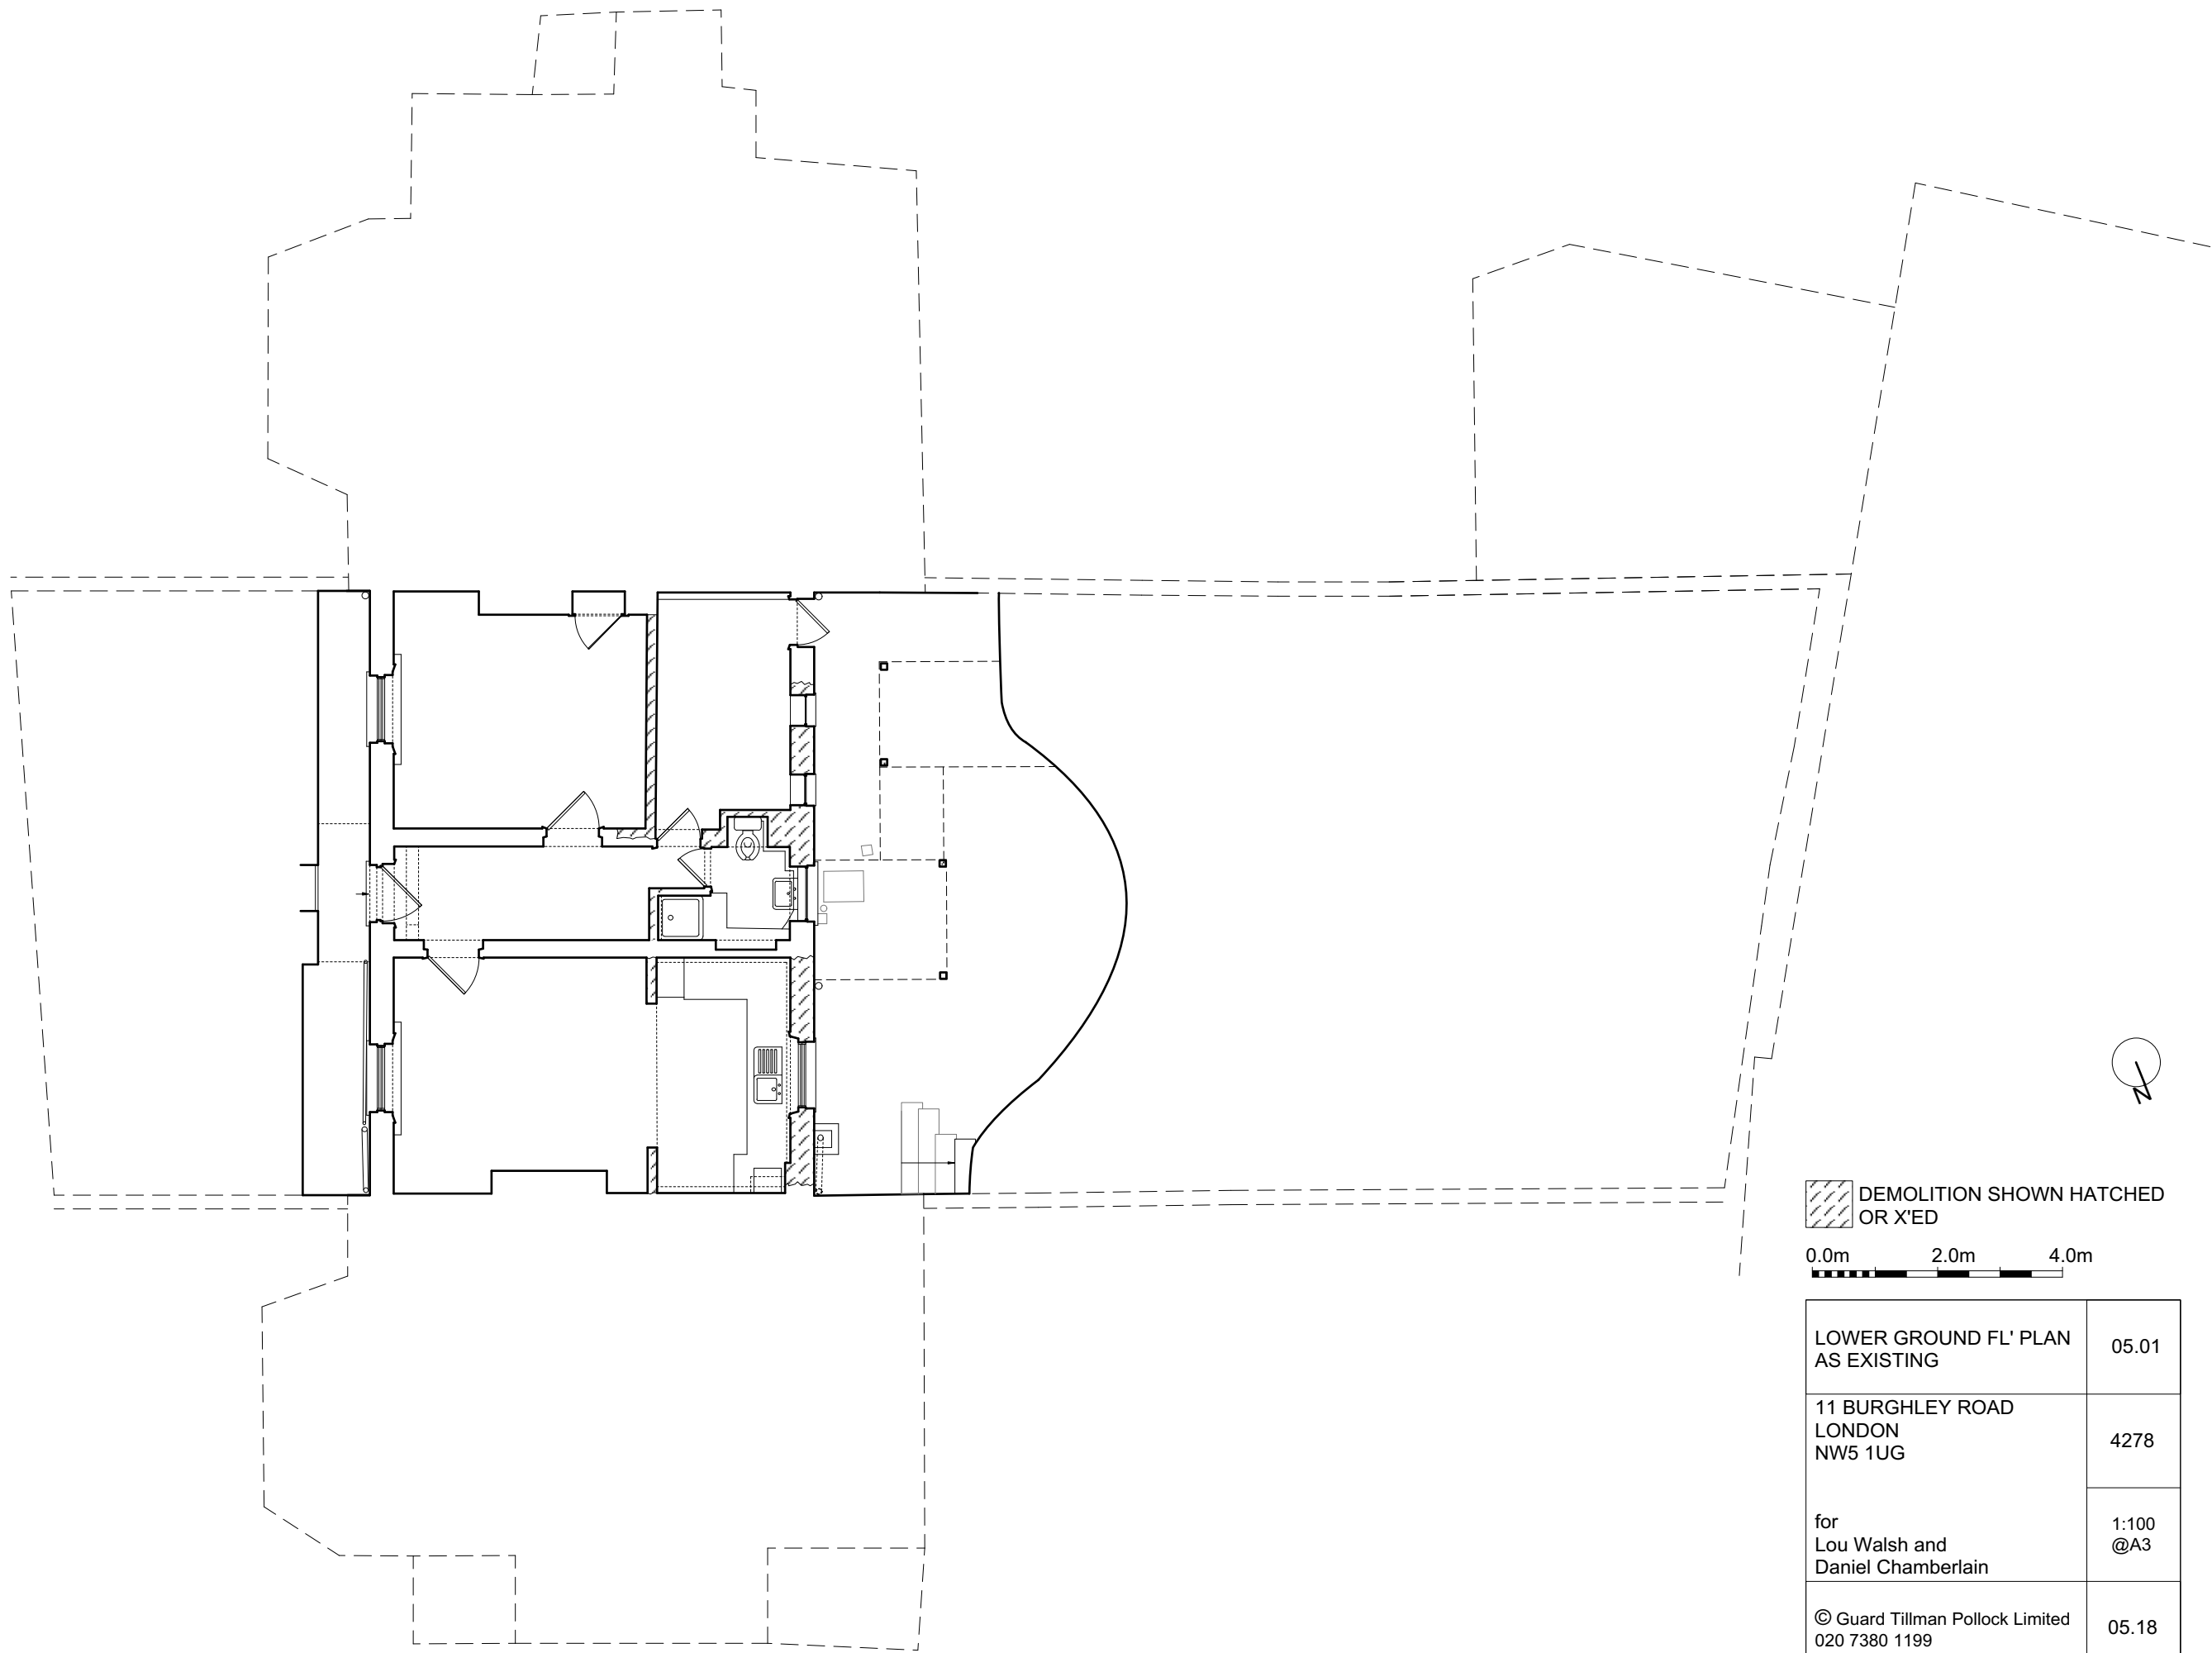 N
DEMOLITION SHOWN HATCHED
OR X'ED
0.0m 2.0m 4.0m
LOWER GROUND FL' PLAN
AS EXISTING
05.01
11 BURGHLEY ROAD
LONDON
NW5 1UG
4278
for
Lou Walsh and
Daniel Chamberlain
1:100
@A3
© Guard Tillman Pollock Limited
020 7380 1199
05.18